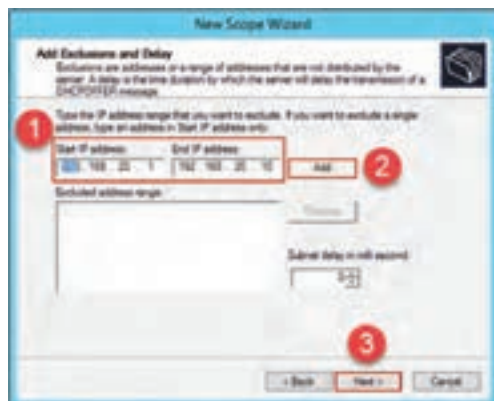 New Scope Wizard
Add Exclusions and Delay
Exclusions are addresses or a range of addresses that are not distributed by the
server. A delay is the time duration by which the server will delay the transmission of a
DHCPOFFER message.
Type the IP address range that you want to exclude. If you want to exclude a single
address, type an address in Start IP address only.
1
Start IP address:
End IP address:
168 20 1
192 168 20 10
Add
2
Excluded address range:
Subnet delay in milli second:
0
3
< Back
Next >
Cancel